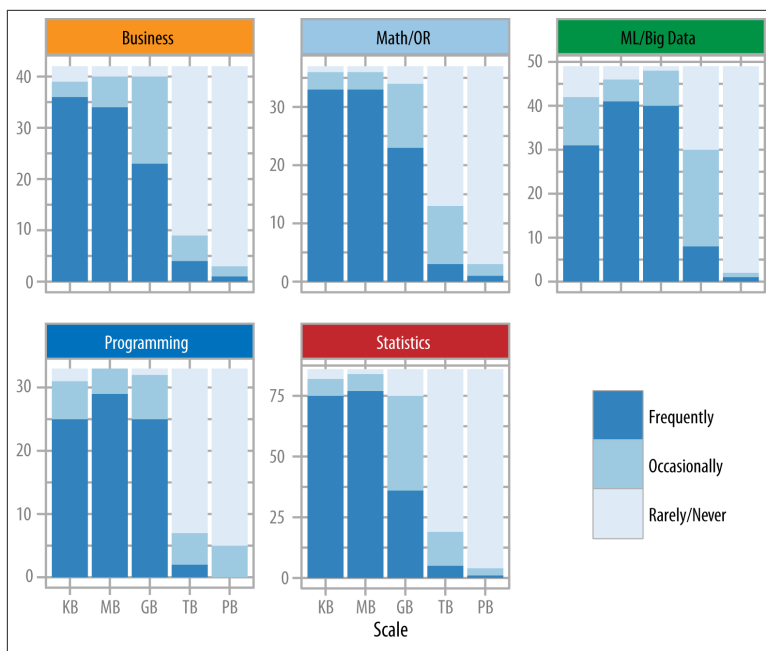 Business
Math/OR
ML/Big Data
40
30
20
10
0
30
20
10
0
50
40
30
20
10
0
Programming
Statistics
30
20
10
0
75
50
25
0
Frequently
Occasionally
Rarely/Never
KB MB GB TB PB
KB MB GB TB PB
Scale